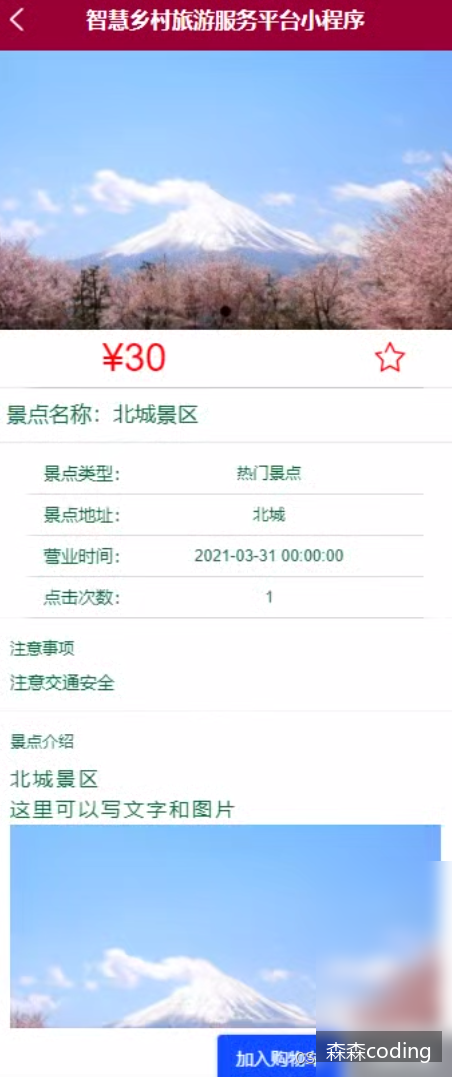 智慧乡村旅游服务平台小程序
¥30
景点名称：北城景区
景点类型： 热门景点
景点地址： 北城
营业时间： 2021-03-31 00:00:00
点击次数： 1
注意事项
注意交通安全
景点介绍
北城景区
这里可以写文字和图片
加入购物
森森coding